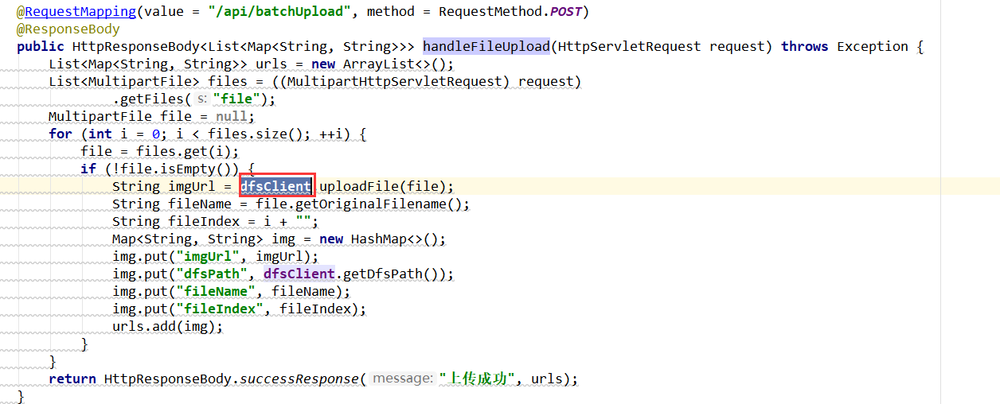 @RequestMapping(value = "/api/batchUpload", method = RequestMethod.POST)
@ResponseBody
public HttpResponseBody<List<Map<String, String>>> handleFileUpload(HttpServletRequest request) throws Exception {
    List<Map<String, String>> urls = new ArrayList<>();
    List<MultipartFile> files = ((MultipartHttpServletRequest) request)
            .getFiles( s: "file");
    MultipartFile file = null;
    for (int i = 0; i < files.size(); ++i) {
        file = files.get(i);
        if (!file.isEmpty()) {
            String imgUrl = dfsClient.uploadFile(file);
            String fileName = file.getOriginalFilename();
            String fileIndex = i + "";
            Map<String, String> img = new HashMap<>();
            img.put("imgUrl", imgUrl);
            img.put("dfsPath", dfsClient.getDfsPath());
            img.put("fileName", fileName);
            img.put("fileIndex", fileIndex);
            urls.add(img);
        }
    }
    return HttpResponseBody.successResponse( message: "上传成功", urls);
}